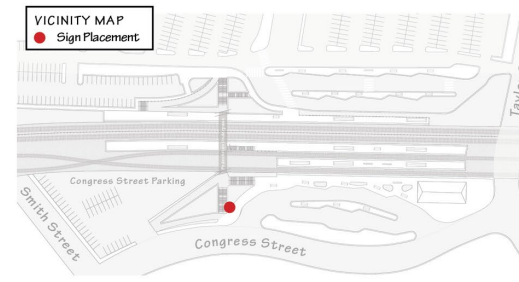 VICINITY MAP
Sign Placement
Congress Street Parking
Smith Street
Congress Street